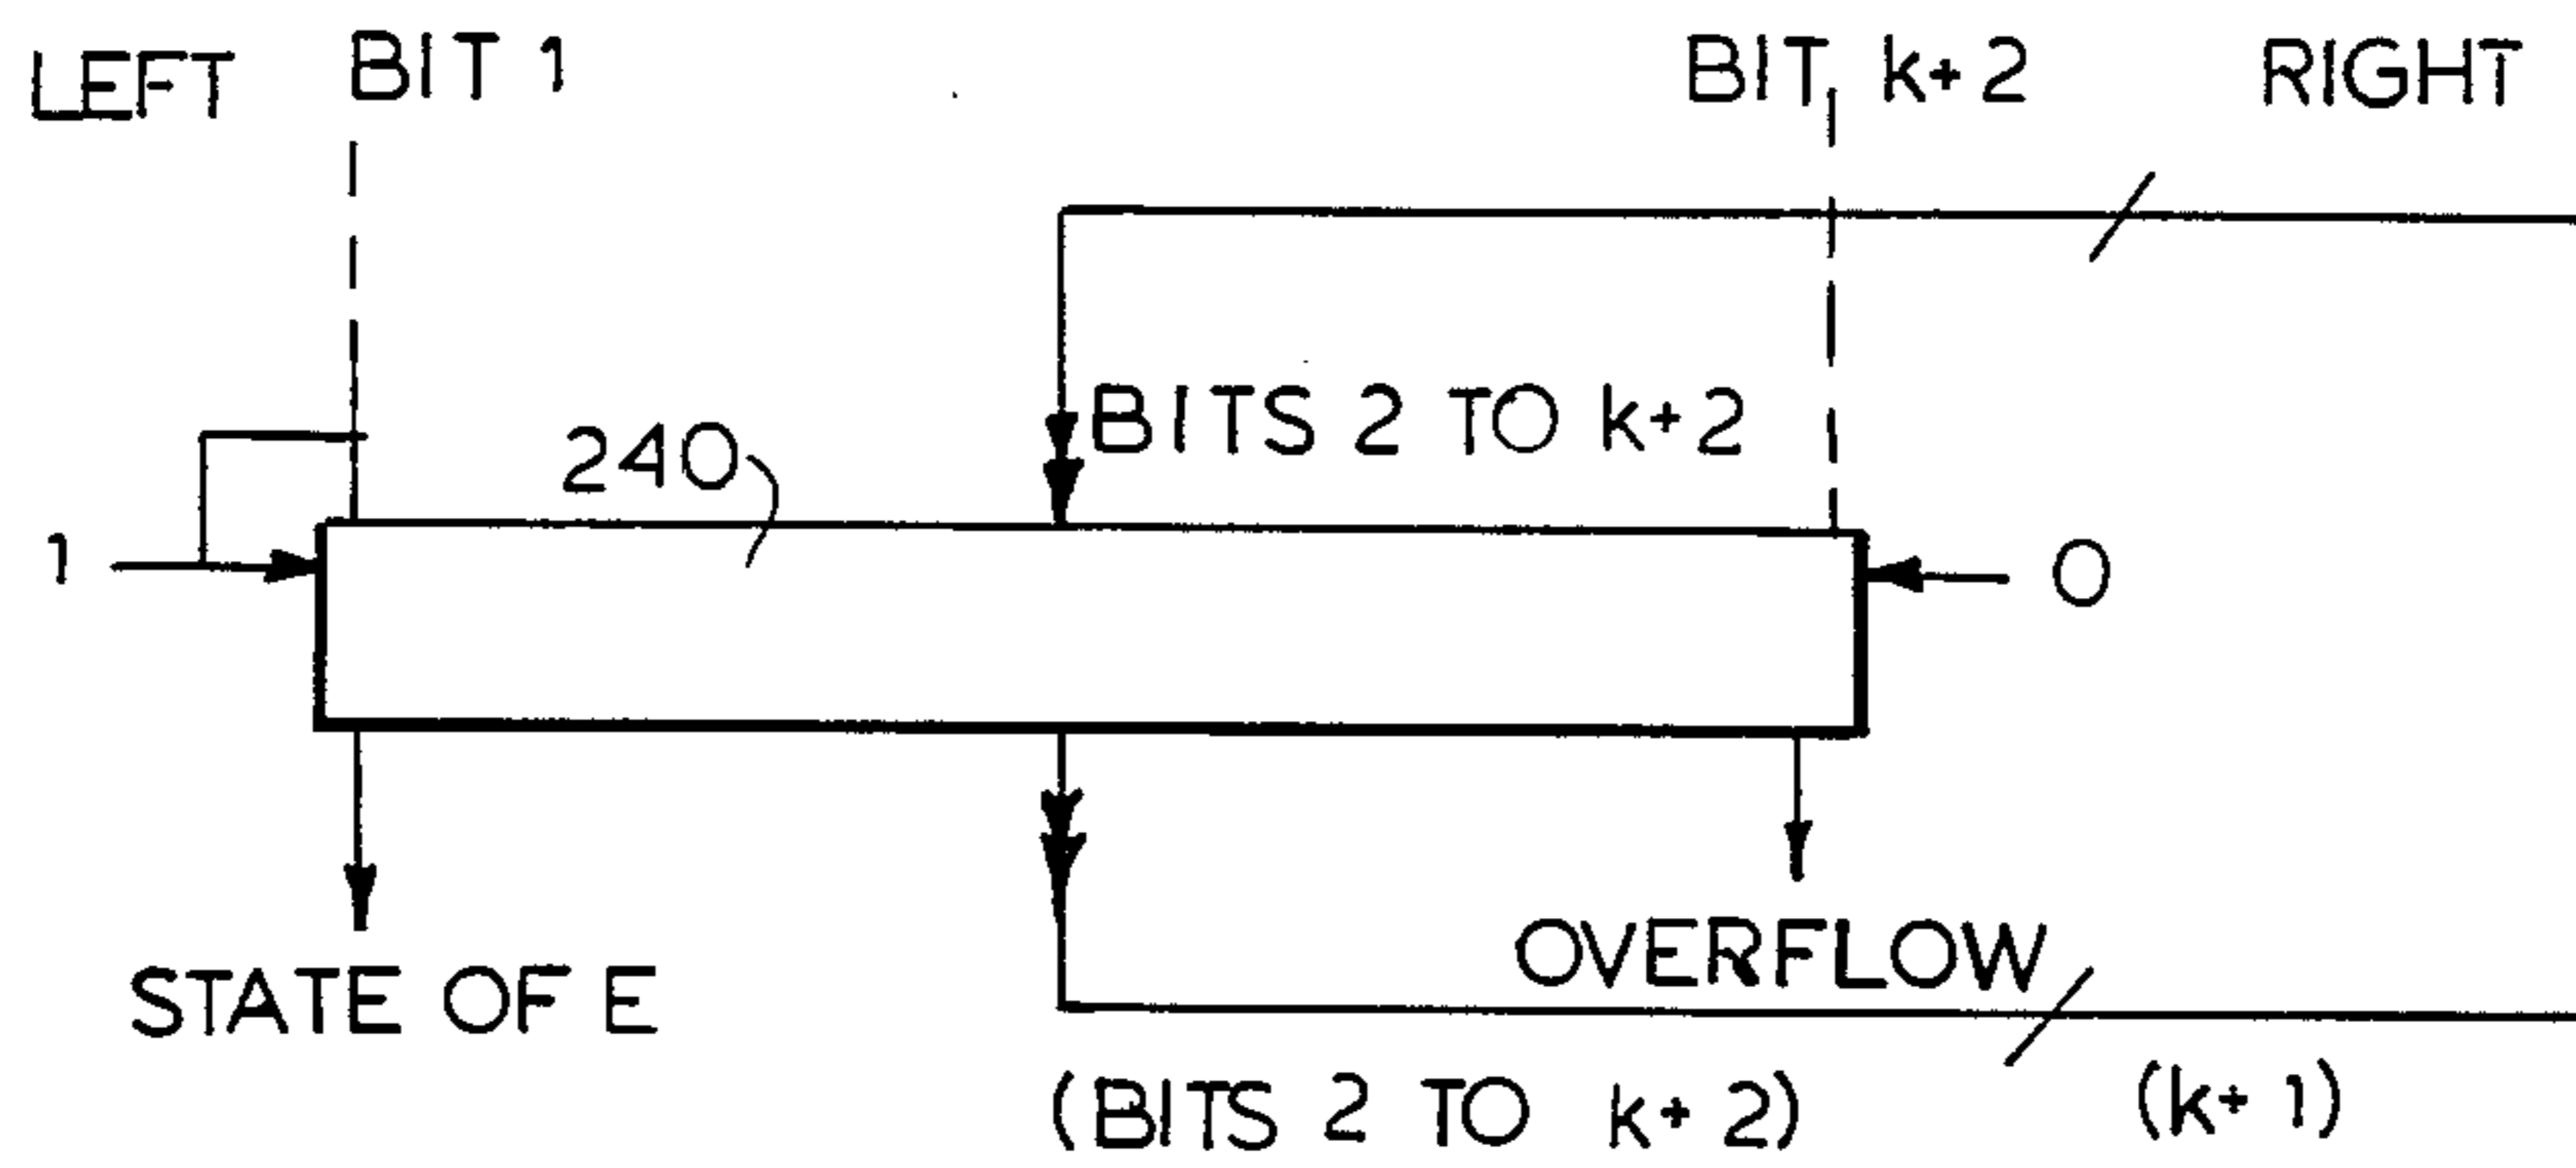 LEFT BIT 1 BIT k+2 RIGHT
BITS 2 TO k+2
240
1 0
OVERFLOW
STATE OF E
(BITS 2 TO k+2) (k+1)